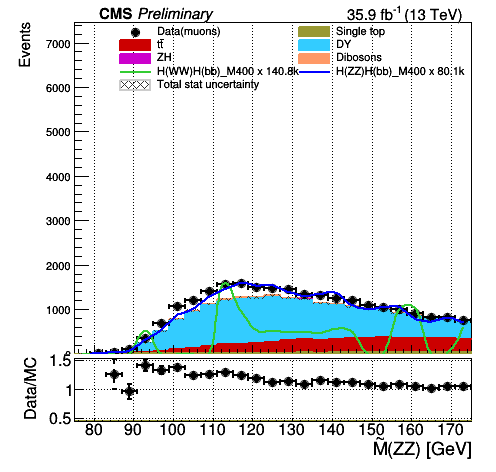 CMS Preliminary 35.9 fb-1 (13 TeV)
Events
Data(muons) Single top
tt̄ DY
ZH Dibosons
H(WW)H(bb)_M400 x 140.8k H(ZZ)H(bb)_M400 x 80.1k
Total stat uncertainty
7000
6000
5000
4000
3000
2000
1000
Data/MC
1.5
1
0.5
80 90 100 110 120 130 140 150 160 170
M̃(ZZ) [GeV]